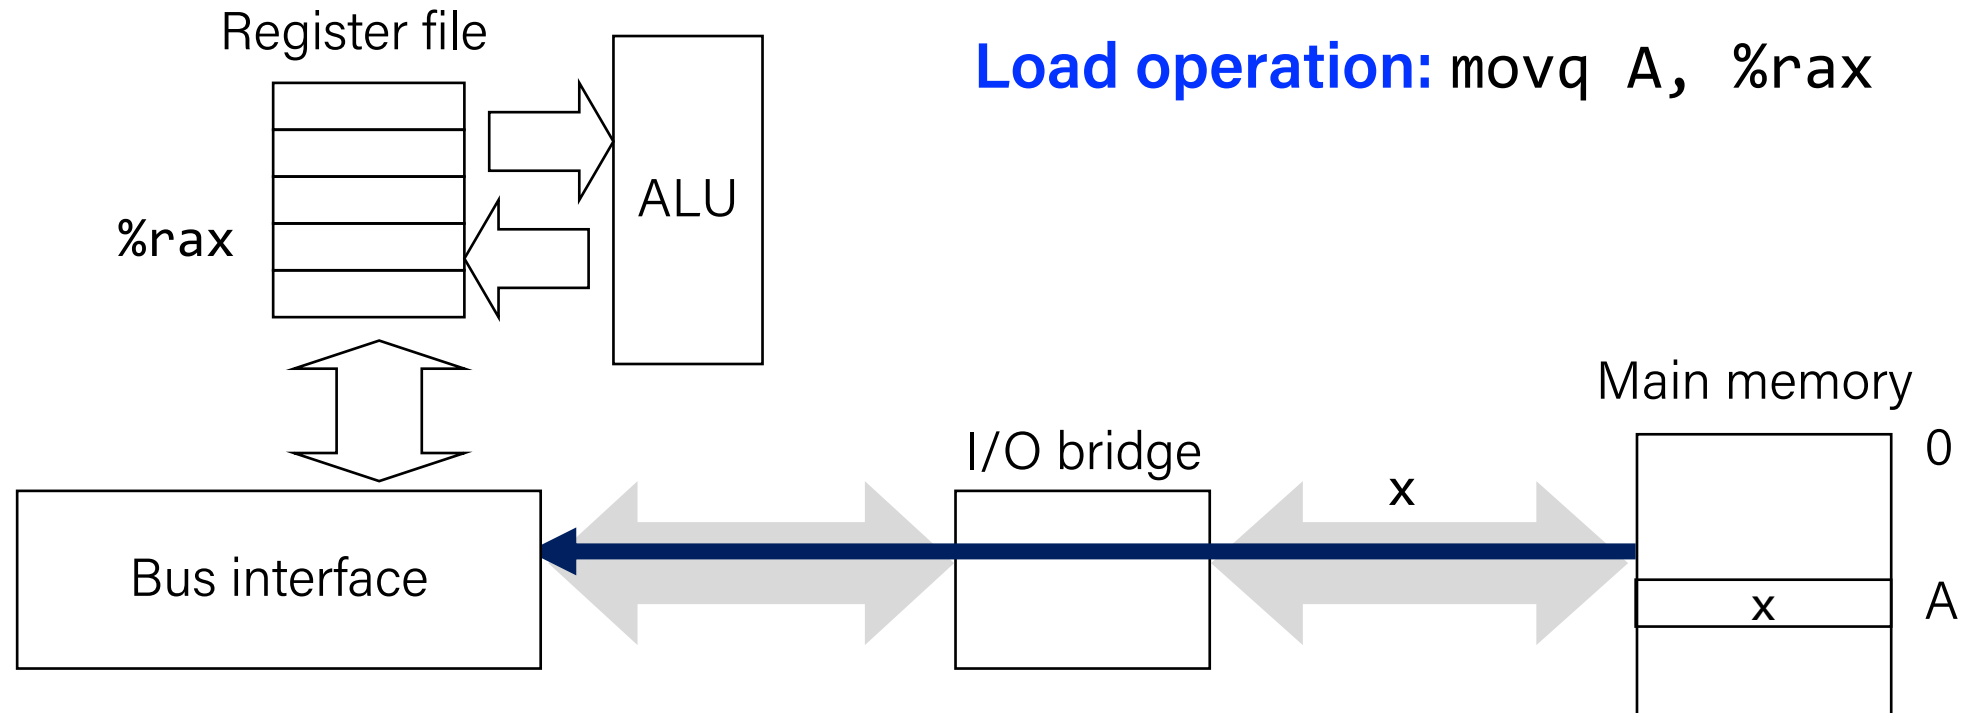 Register file
Load operation: movq A, %rax
ALU
%rax
Main memory
I/O bridge
0
x
Bus interface
x
A